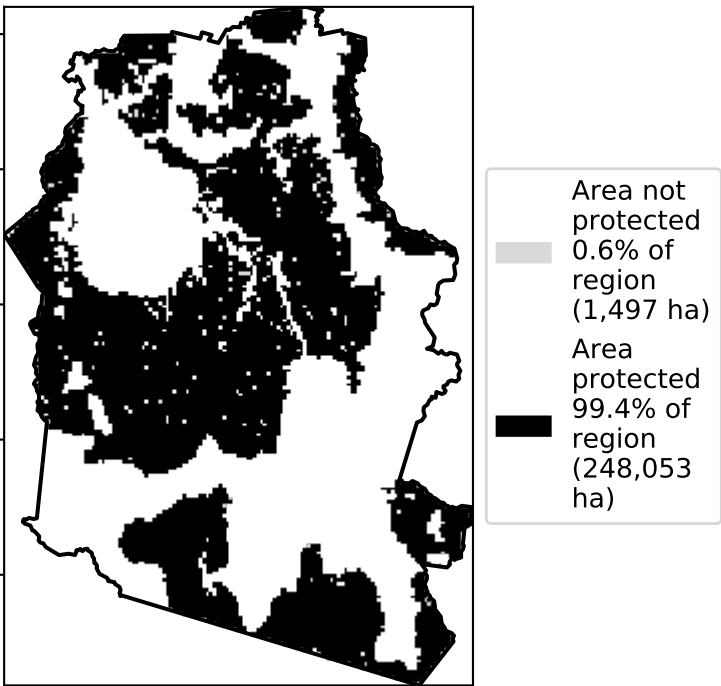 Area not
protected
0.6% of
region
(1,497 ha)
Area
protected
99.4% of
region
(248,053
ha)